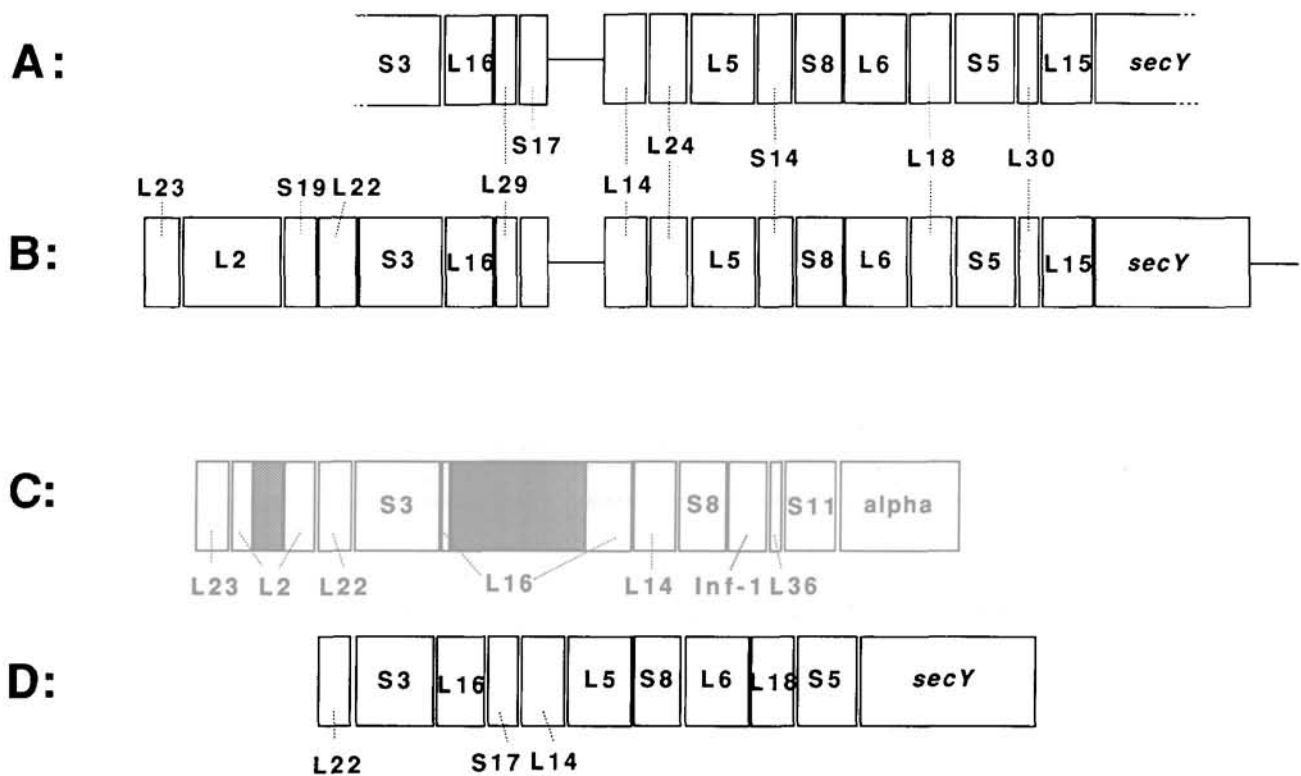 A: S3 L16 L5 S8 L6 S5 L15 secY
S17 L24 S14 L18 L30
L23 S19 L22 L29 L14
B: L2 S3 L16 L5 S8 L6 S5 L15 secY
C: S3 S8 S11 alpha
L23 L2 L22 L16 L14 Inf-1 L36
D: S3 L16 L5 S8 L6 L18 S5 secY
L22 S17 L14